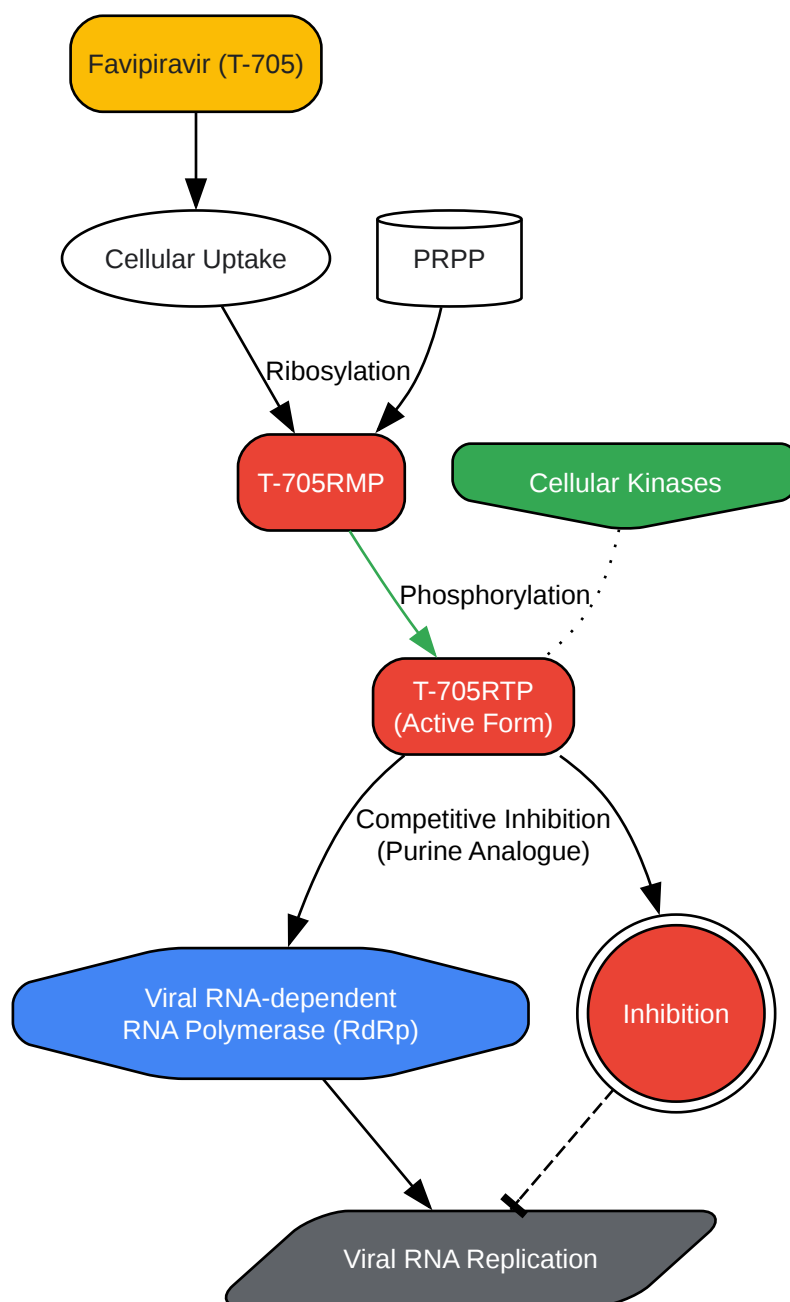 Favipiravir (T-705)
Cellular Uptake
PRPP
Ribosylation
T-705RMP
Cellular Kinases
Phosphorylation
T-705RTP
(Active Form)
Competitive Inhibition
(Purine Analogue)
Viral RNA-dependent
RNA Polymerase (RdRp)
Inhibition
Viral RNA Replication